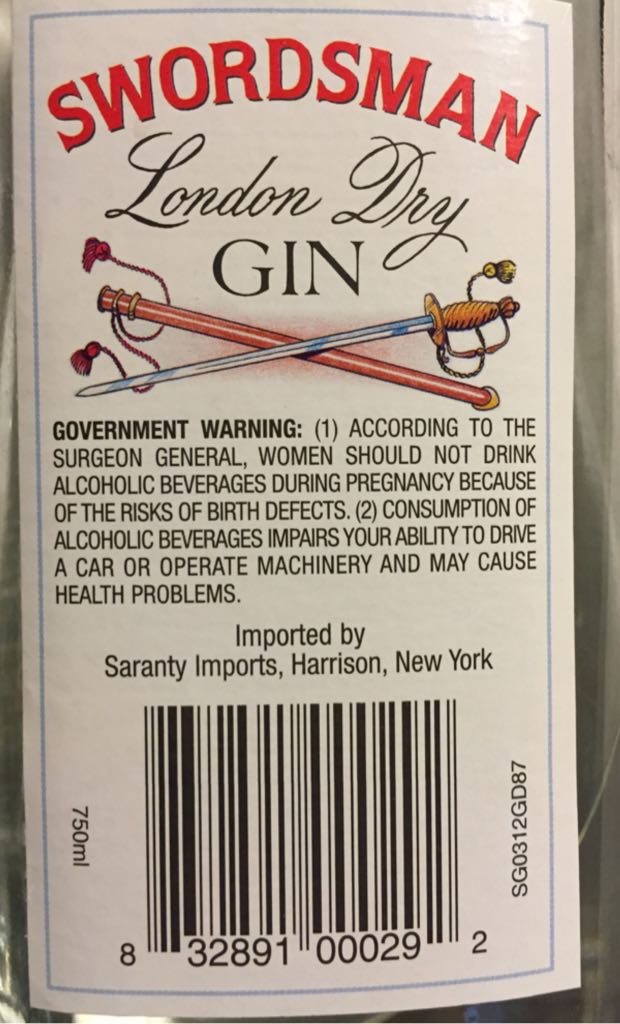 SWORDSMAN
London Dry
GIN
GOVERNMENT WARNING: (1) ACCORDING TO THE
SURGEON GENERAL, WOMEN SHOULD NOT DRINK
ALCOHOLIC BEVERAGES DURING PREGNANCY BECAUSE
OF THE RISKS OF BIRTH DEFECTS. (2) CONSUMPTION OF
ALCOHOLIC BEVERAGES IMPAIRS YOUR ABILITY TO DRIVE
A CAR OR OPERATE MACHINERY AND MAY CAUSE
HEALTH PROBLEMS.
Imported by
Saranty Imports, Harrison, New York
750ml
SG0312GD87
8 32891 00029 2